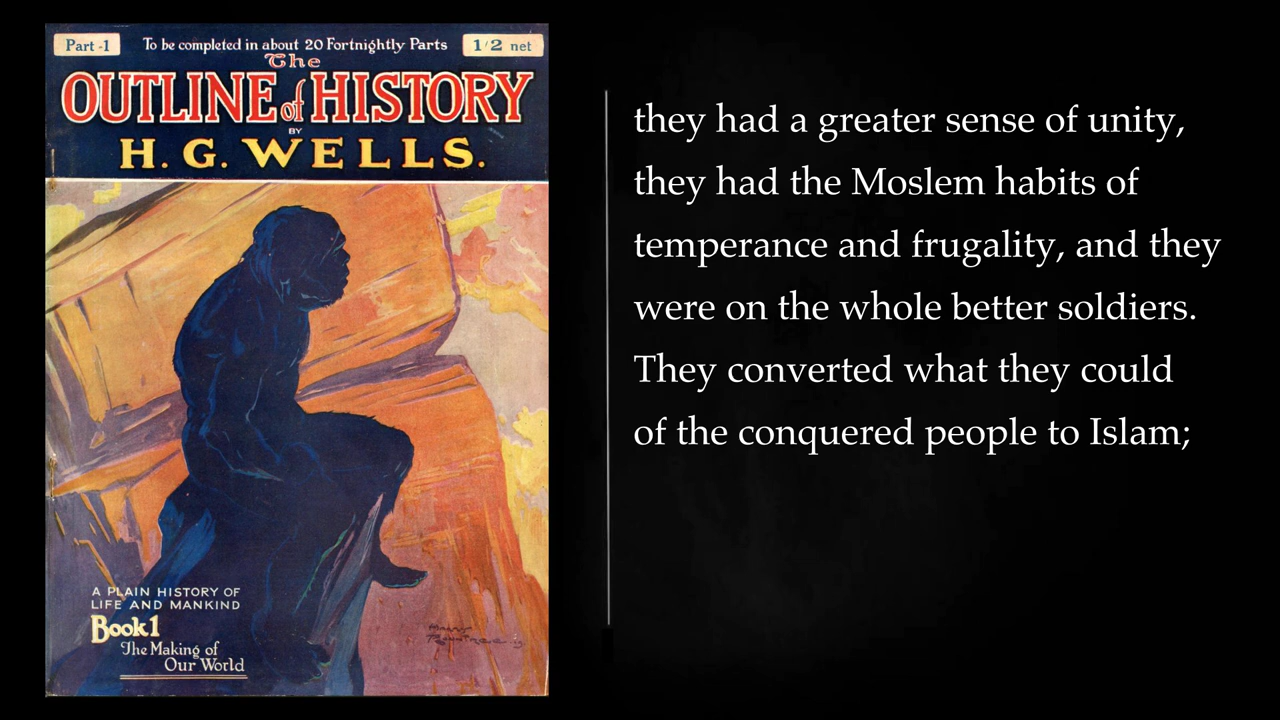 Part -1
To be completed in about 20 Fortnightly Parts
1/2 net
The
OUTLINE of HISTORY
BY
H. G. WELLS.
A PLAIN HISTORY OF
LIFE AND MANKIND
Book 1
The Making of
Our World
they had a greater sense of unity,
they had the Moslem habits of
temperance and frugality, and they
were on the whole better soldiers.
They converted what they could
of the conquered people to Islam;